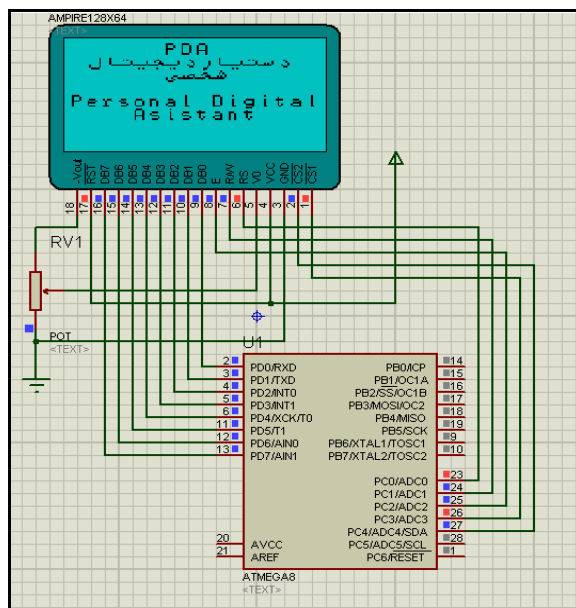 AMPIRE128X64
<TEXT>
PDA
دستیار دیجیتال
شخصی
Personal Digital
Asistant
-Vout RST DB7 DB6 DB5 DB4 DB3 DB2 DB1 DB0 E R/W RS V0 VCC GND CS2 CS1
18 17 16 15 14 13 12 11 10 9 8 7 6 5 4 3 2 1
RV1
POT
<TEXT>
U1
2 PD0/RXD PB0/ICP 14
3 PD1/TXD PB1/OC1A 15
4 PD2/INT0 PB2/SS/OC1B 16
5 PD3/INT1 PB3/MOSI/OC2 17
6 PD4/XCK/T0 PB4/MISO 18
11 PD5/T1 PB5/SCK 19
12 PD6/AIN0 PB6/XTAL1/TOSC1 9
13 PD7/AIN1 PB7/XTAL2/TOSC2 10
PC0/ADC0 23
PC1/ADC1 24
PC2/ADC2 25
PC3/ADC3 26
PC4/ADC4/SDA 27
20 AVCC PC5/ADC5/SCL 28
21 AREF PC6/RESET 1
ATMEGA8
<TEXT>